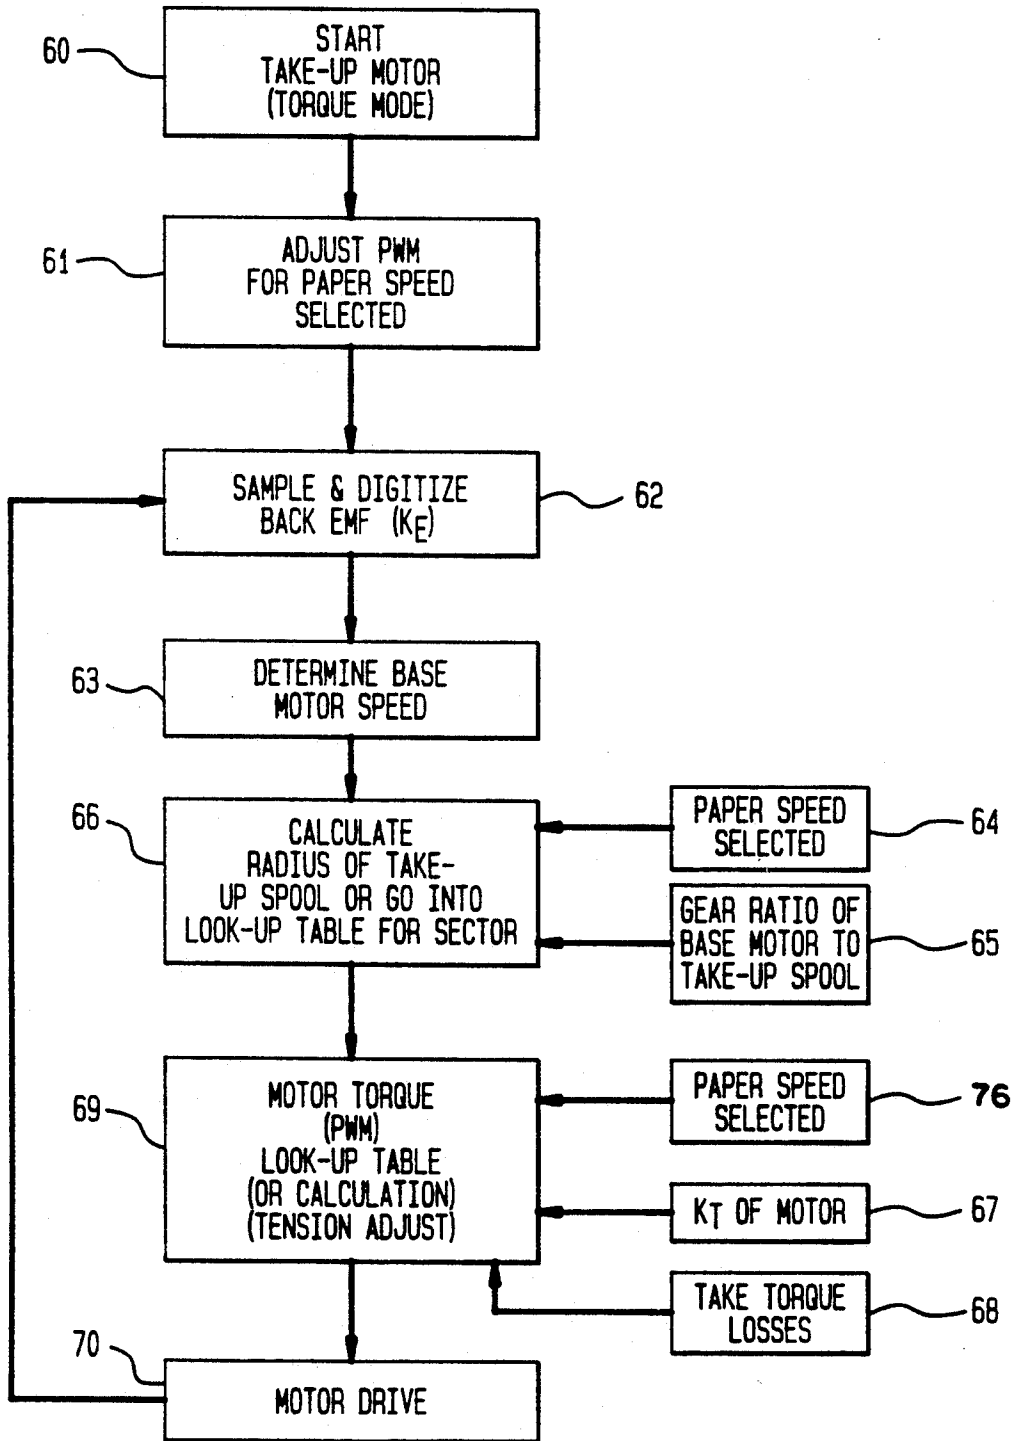 60
START
TAKE-UP MOTOR
(TORQUE MODE)
61
ADJUST PWM
FOR PAPER SPEED
SELECTED
SAMPLE & DIGITIZE
BACK EMF (KE)
62
63
DETERMINE BASE
MOTOR SPEED
66
CALCULATE
RADIUS OF TAKE-
UP SPOOL OR GO INTO
LOOK-UP TABLE FOR SECTOR
PAPER SPEED
SELECTED
64
GEAR RATIO OF
BASE MOTOR TO
TAKE-UP SPOOL
65
69
MOTOR TORQUE
(PWM)
LOOK-UP TABLE
(OR CALCULATION)
(TENSION ADJUST)
PAPER SPEED
SELECTED
76
KT OF MOTOR
67
TAKE TORQUE
LOSSES
68
70
MOTOR DRIVE